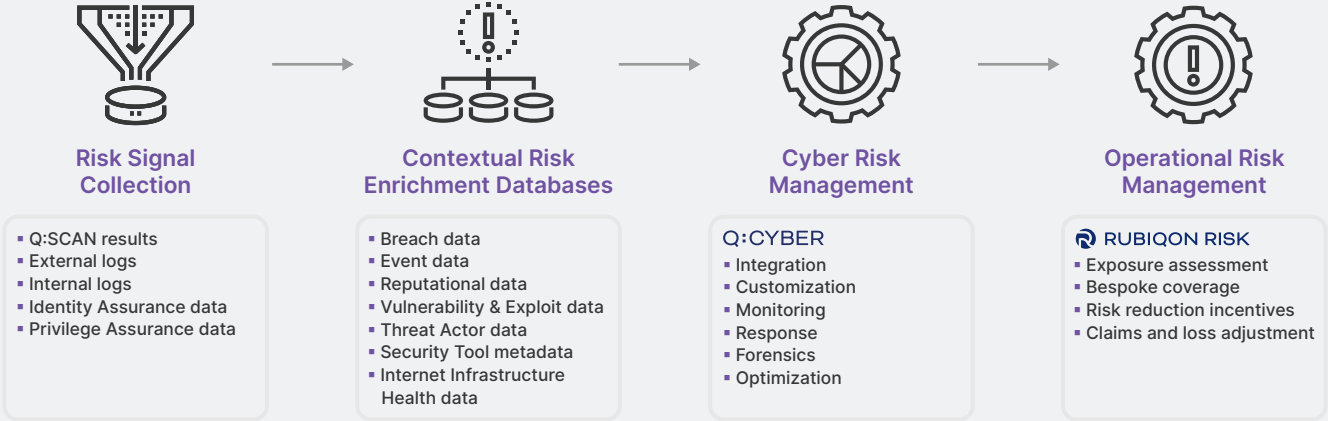 Risk Signal
Collection
▪ Q:SCAN results
▪ External logs
▪ Internal logs
▪ Identity Assurance data
▪ Privilege Assurance data
Contextual Risk
Enrichment Databases
▪ Breach data
▪ Event data
▪ Reputational data
▪ Vulnerability & Exploit data
▪ Threat Actor data
▪ Security Tool metadata
▪ Internet Infrastructure
Health data
Cyber Risk
Management
Q:CYBER
▪ Integration
▪ Customization
▪ Monitoring
▪ Response
▪ Forensics
▪ Optimization
Operational Risk
Management
RUBIQON RISK
▪ Exposure assessment
▪ Bespoke coverage
▪ Risk reduction incentives
▪ Claims and loss adjustment